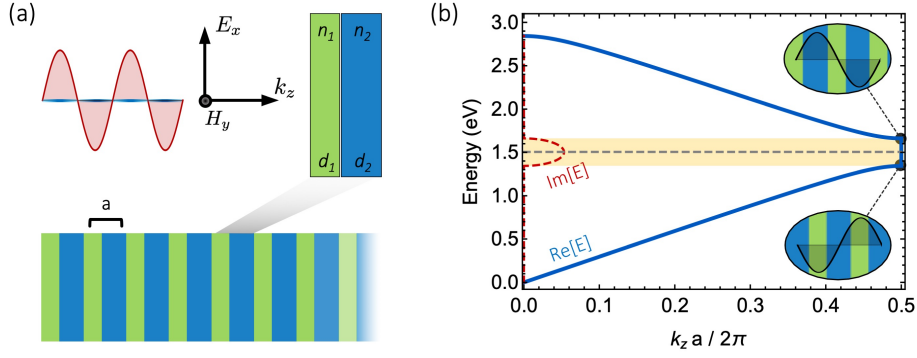 (a)
E_x
k_z
H_y
n_1 n_2
d_1 d_2
a
(b)
Energy (eV)
3.0
2.5
2.0
1.5
1.0
0.5
0.0
Im[E]
Re[E]
0.0 0.1 0.2 0.3 0.4 0.5
k_z a / 2π